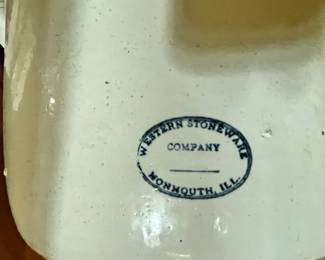 WESTERN STONEWARE
COMPANY
MONMOUTH, ILL.